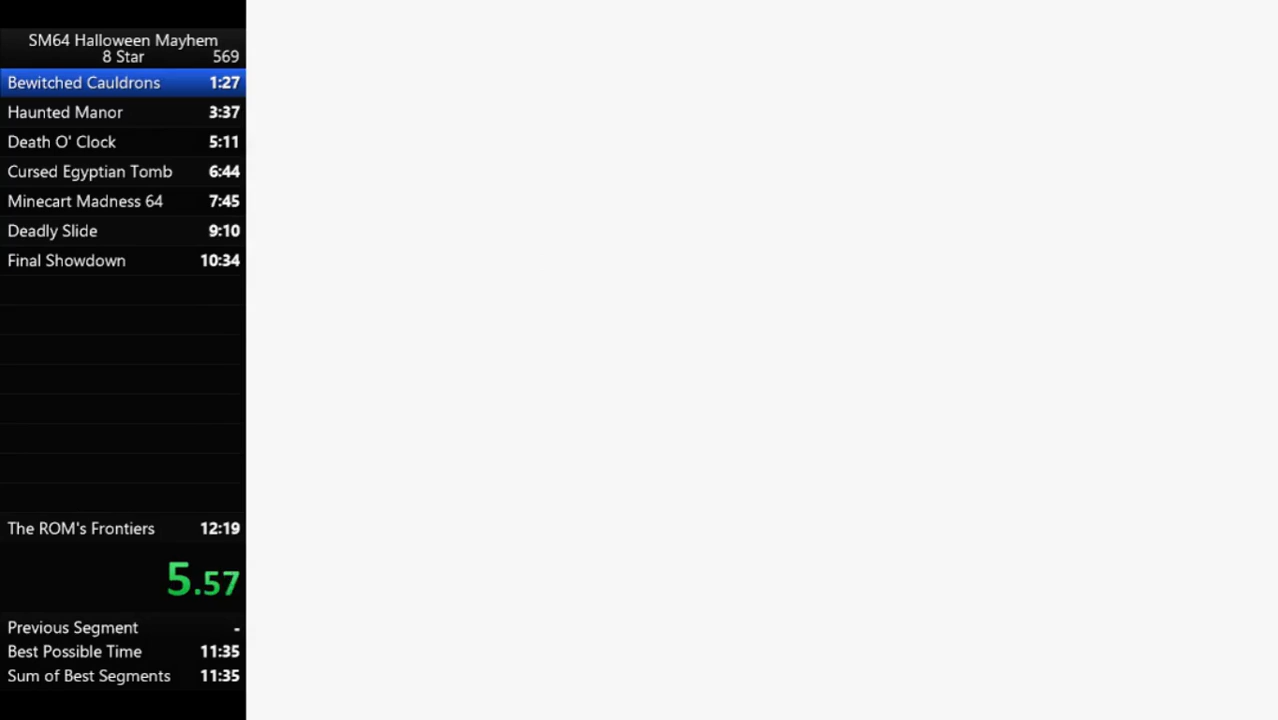 SM64 Halloween Mayhem
8 Star 569
Bewitched Cauldrons 1:27
Haunted Manor 3:37
Death O' Clock 5:11
Cursed Egyptian Tomb 6:44
Minecart Madness 64 7:45
Deadly Slide 9:10
Final Showdown 10:34
The ROM's Frontiers 12:19
5.57
Previous Segment -
Best Possible Time 11:35
Sum of Best Segments 11:35